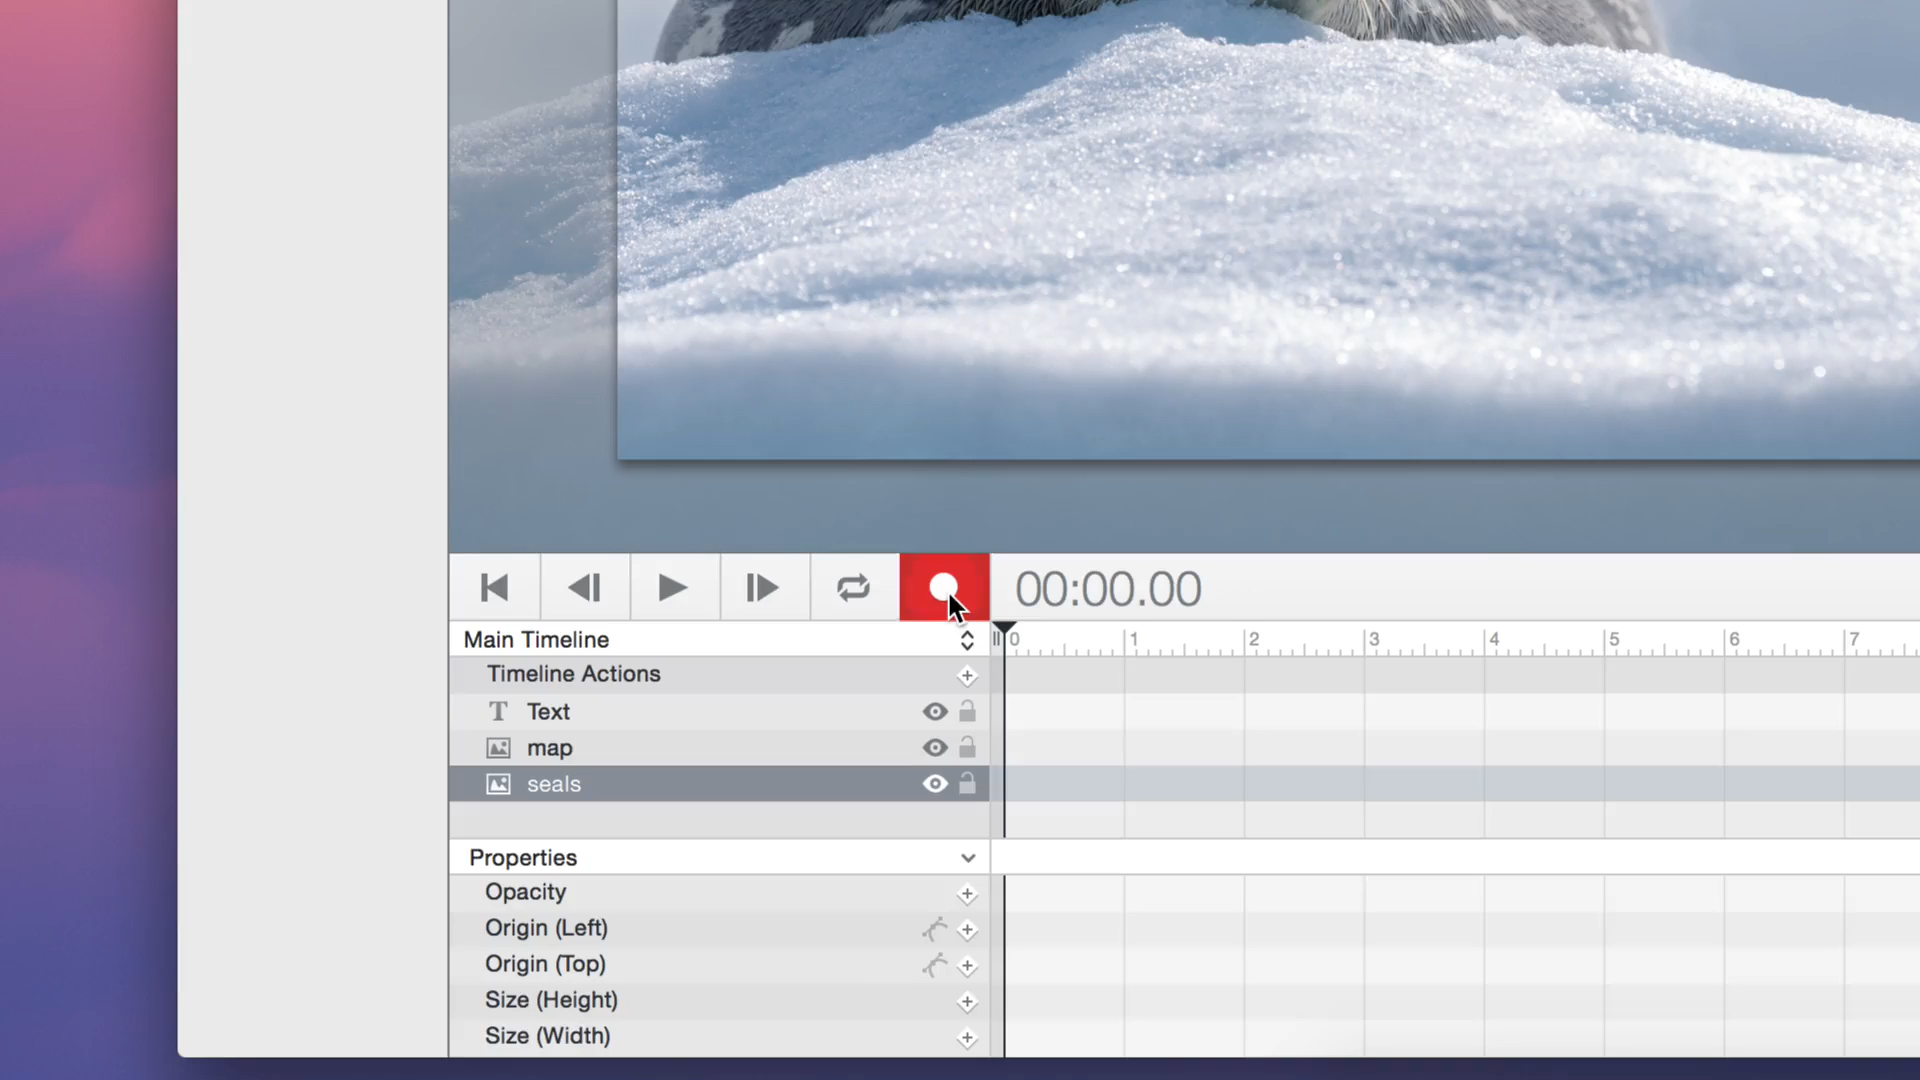 00:00.00
Main Timeline
0 1 2 3 4 5 6 7
Timeline Actions
Text
map
seals
Properties
Opacity
Origin (Left)
Origin (Top)
Size (Height)
Size (Width)